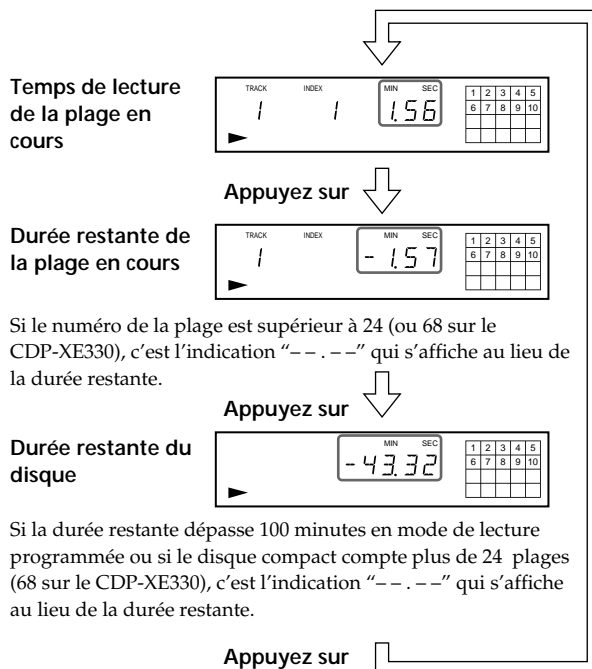 Temps de lecture
de la plage en
cours
TRACK INDEX MIN SEC
1 1 1.56
1 2 3 4 5
6 7 8 9 10
Appuyez sur
Durée restante de
la plage en cours
TRACK INDEX MIN SEC
1 - 1.57
1 2 3 4 5
6 7 8 9 10
Si le numéro de la plage est supérieur à 24 (ou 68 sur le
CDP-XE330), c’est l’indication “– – . – –” qui s’affiche au lieu de
la durée restante.
Appuyez sur
Durée restante du
disque
MIN SEC
- 43.32
1 2 3 4 5
6 7 8 9 10
Si la durée restante dépasse 100 minutes en mode de lecture
programmée ou si le disque compact compte plus de 24 plages
(68 sur le CDP-XE330), c’est l’indication “– – . – –” qui s’affiche
au lieu de la durée restante.
Appuyez sur